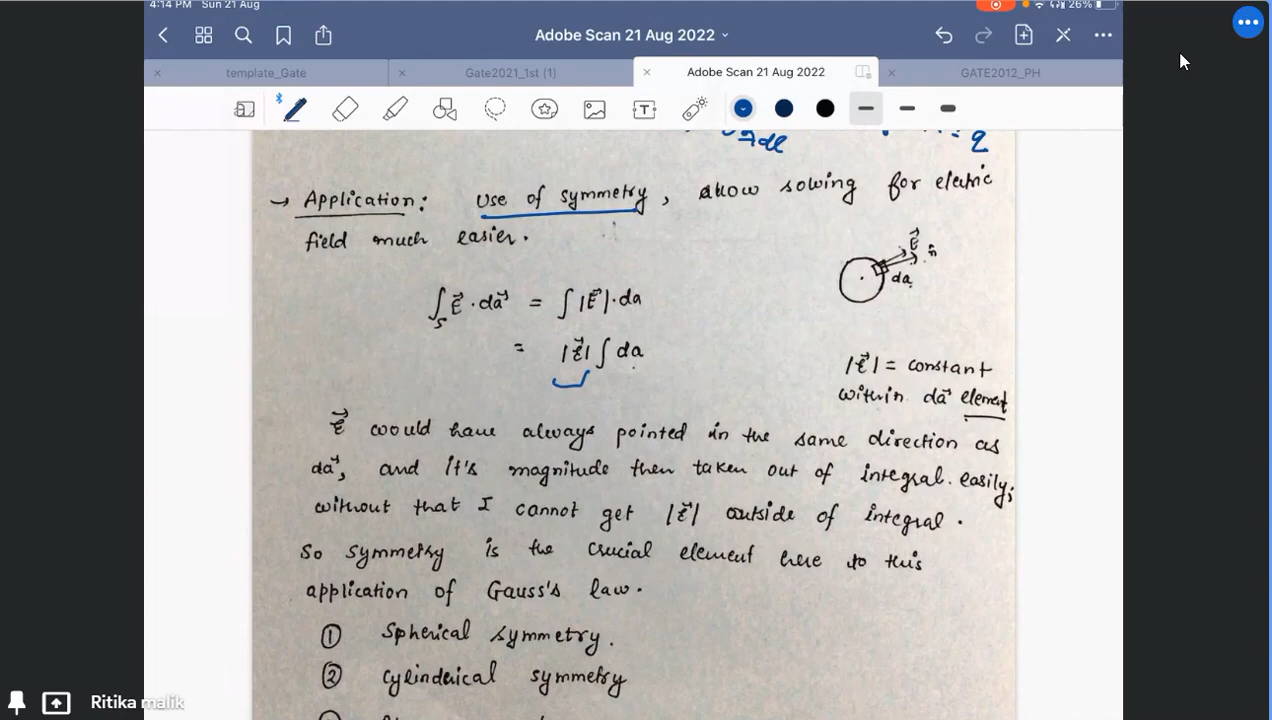 4:14 PM Sun 21 Aug
26%
Adobe Scan 21 Aug 2022
template_Gate
Gate2021_1st (1)
Adobe Scan 21 Aug 2022
GATE2012_PH
→ Application: Use of symmetry, allow solving for electric
field much easier.
E⃗ n̂
da
∫ₛ E⃗ · da⃗ = ∫ |E⃗| · da
= |E⃗| ∫ da
|E⃗| = constant
within da⃗ element
E⃗ would have always pointed in the same direction as
da⃗, and it's magnitude then taken out of integral easily;
without that I cannot get |E⃗| outside of integral.
So symmetry is the crucial element here to this
application of Gauss's law.
① Spherical symmetry.
② Cylinderical symmetry
Ritika malik